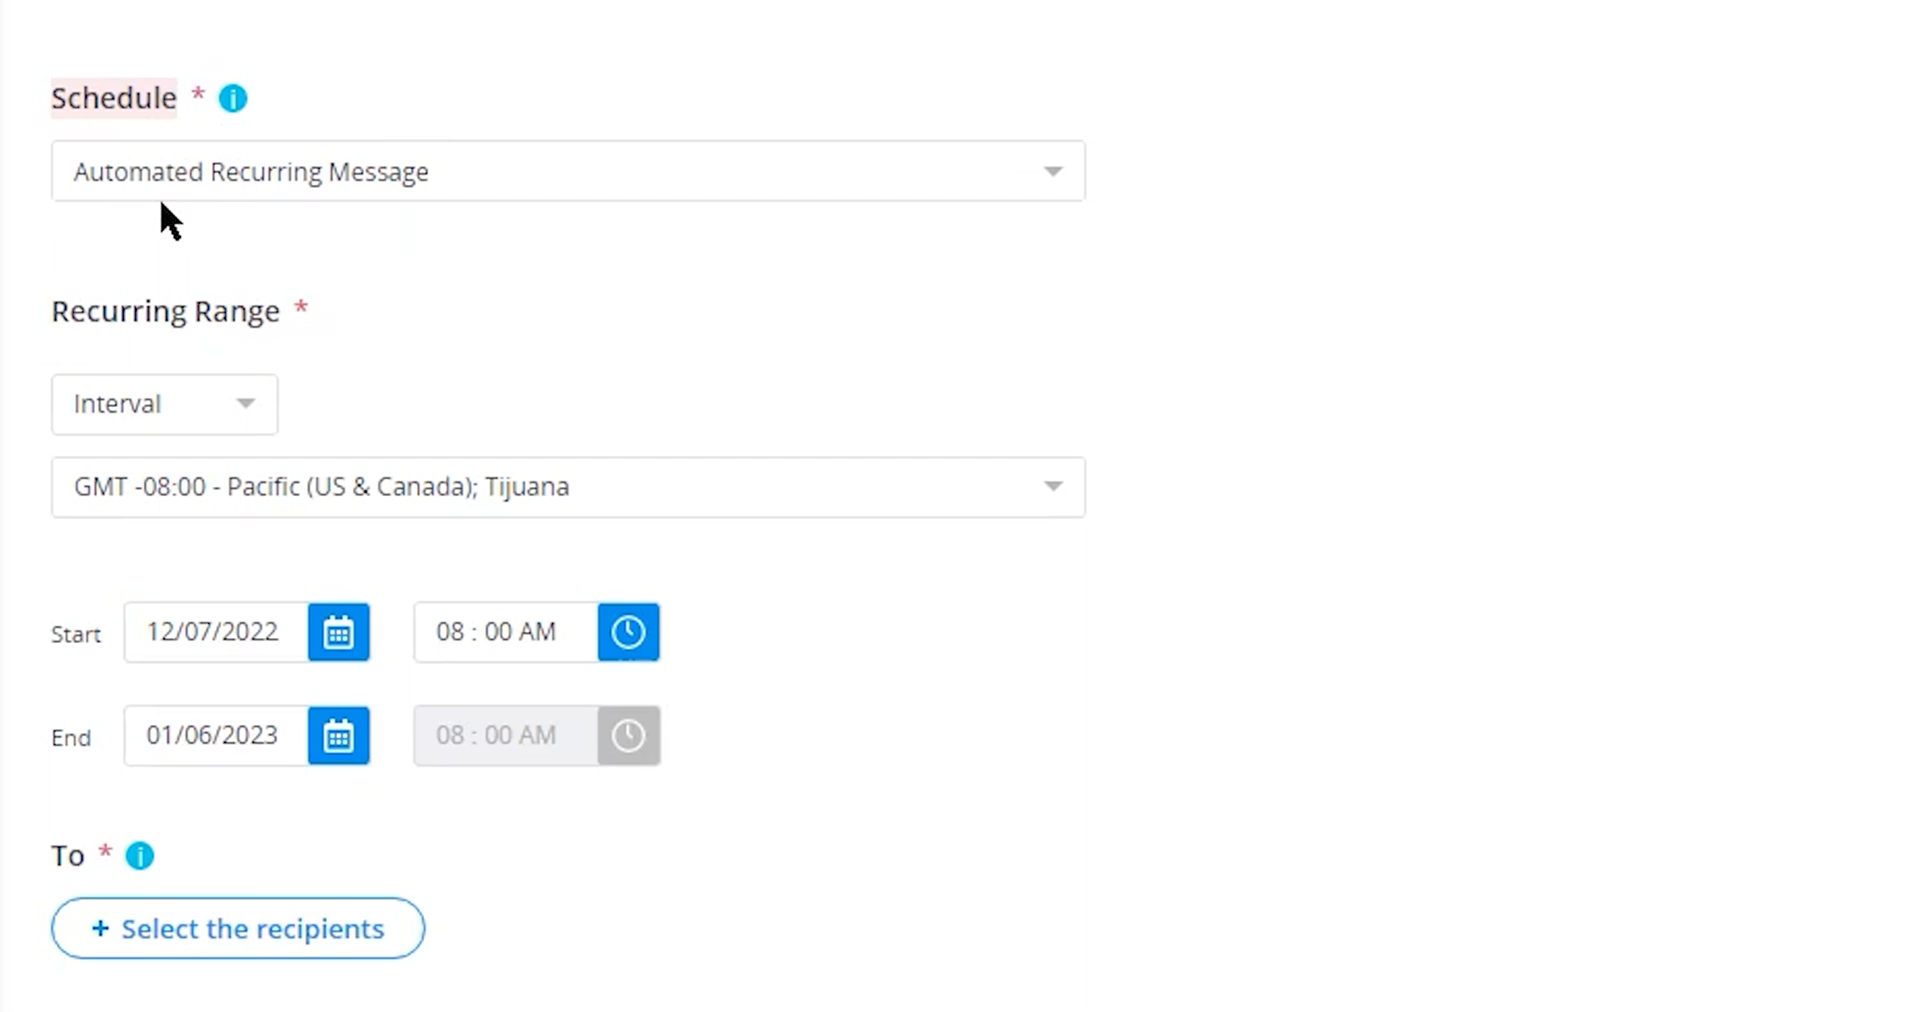 Schedule *
Automated Recurring Message
Recurring Range *
Interval
GMT -08:00 - Pacific (US & Canada); Tijuana
Start 12/07/2022 08 : 00 AM
End 01/06/2023 08 : 00 AM
To *
+ Select the recipients